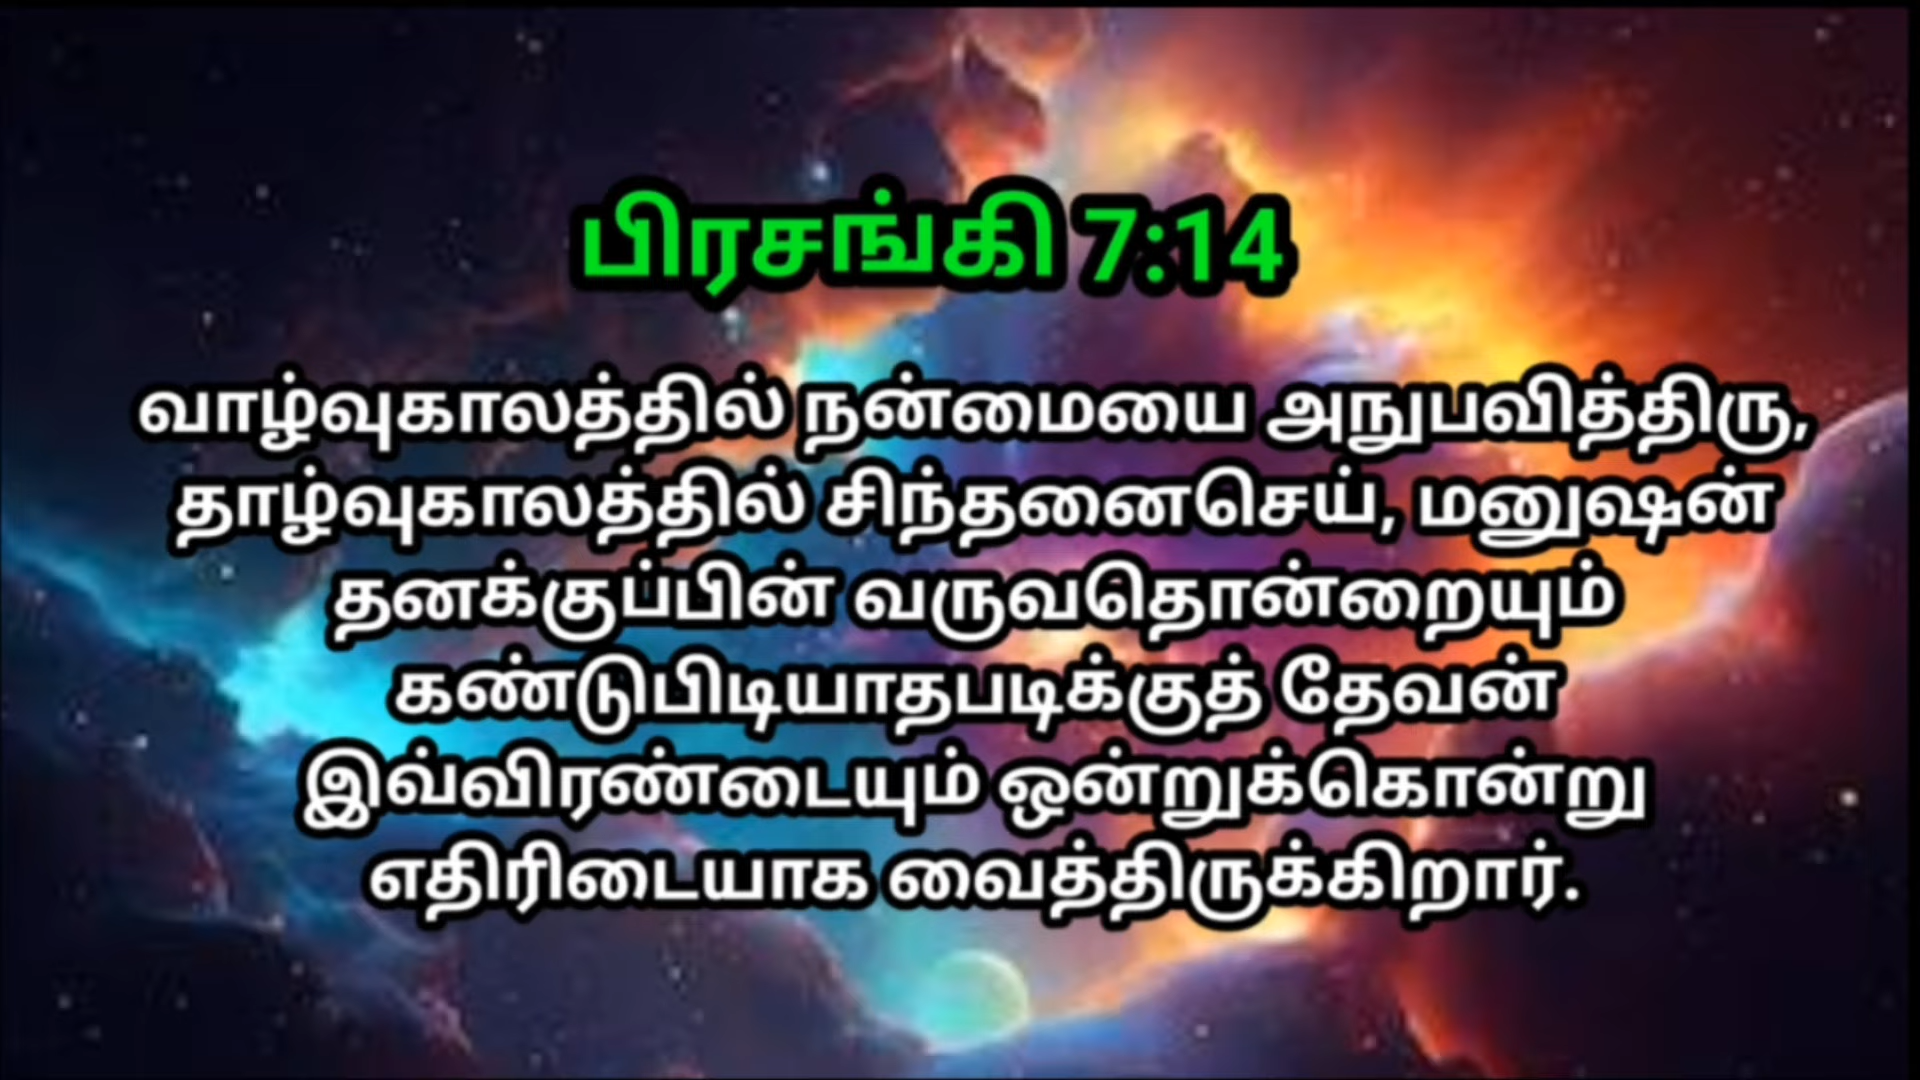 பிரசங்கி 7:14
வாழ்வுகாலத்தில் நன்மையை அநுபவித்திரு,
தாழ்வுகாலத்தில் சிந்தனைசெய், மனுஷன்
தனக்குப்பின் வருவதொன்றையும்
கண்டுபிடியாதபடிக்குத் தேவன்
இவ்விரண்டையும் ஒன்றுக்கொன்று
எதிரிடையாக வைத்திருக்கிறார்.